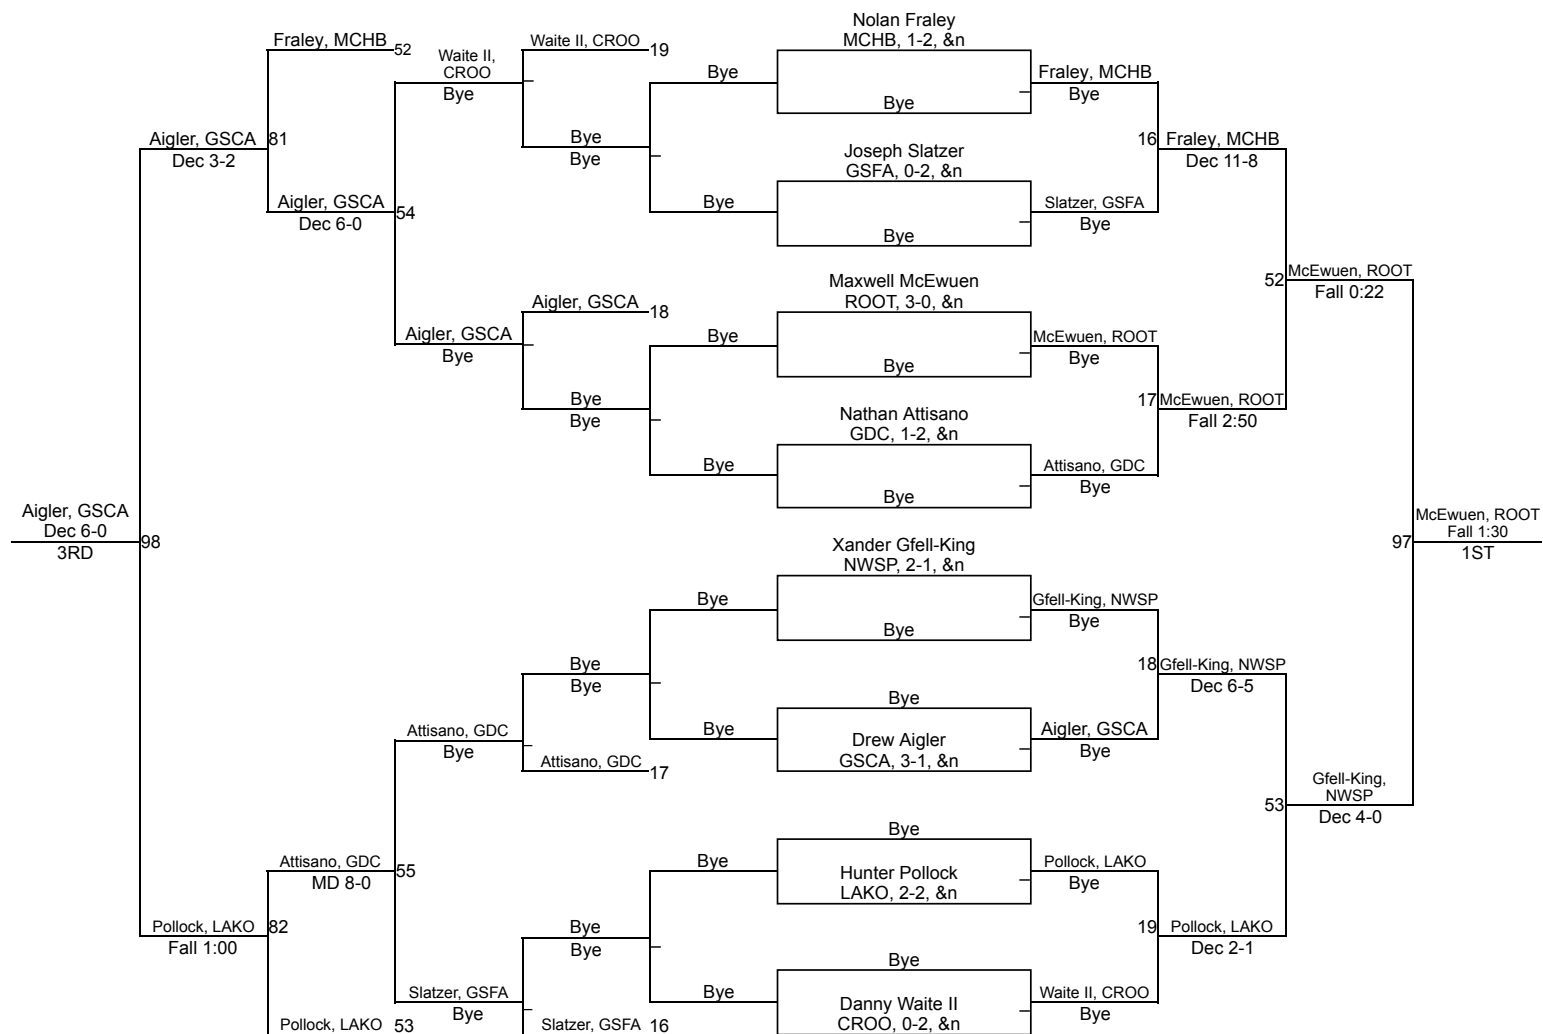 Nolan Fraley
MCHB, 1-2, &n
Fraley, MCHB
52
Waite II,
CROO
Bye
Waite II, CROO
19
Bye
Bye
Fraley, MCHB
Bye
Aigler, GSCA
Dec 3-2
81
Bye
Bye
Joseph Slatzer
GSFA, 0-2, &n
16
Fraley, MCHB
Dec 11-8
Aigler, GSCA
Dec 6-0
54
Bye
Bye
Slatzer, GSFA
Bye
Maxwell McEwuen
ROOT, 3-0, &n
52
McEwuen, ROOT
Fall 0:22
Aigler, GSCA
18
Aigler, GSCA
Bye
Bye
Bye
McEwuen, ROOT
Bye
Bye
Bye
Nathan Attisano
GDC, 1-2, &n
17
McEwuen, ROOT
Fall 2:50
Bye
Bye
Attisano, GDC
Bye
Aigler, GSCA
Dec 6-0
3RD
98
97
McEwuen, ROOT
Fall 1:30
1ST
Xander Gfell-King
NWSP, 2-1, &n
Bye
Bye
Gfell-King, NWSP
Bye
Bye
Bye
18
Gfell-King, NWSP
Dec 6-5
Bye
Attisano, GDC
Bye
Bye
Drew Aigler
GSCA, 3-1, &n
Aigler, GSCA
Bye
Attisano, GDC
17
53
Gfell-King,
NWSP
Dec 4-0
Bye
Attisano, GDC
MD 8-0
55
Bye
Hunter Pollock
LAKO, 2-2, &n
Pollock, LAKO
Bye
Pollock, LAKO
Fall 1:00
82
Bye
Bye
19
Pollock, LAKO
Dec 2-1
Bye
Slatzer, GSFA
Bye
Bye
Danny Waite II
CROO, 0-2, &n
Waite II, CROO
Bye
Pollock, LAKO
53
Slatzer, GSFA
16